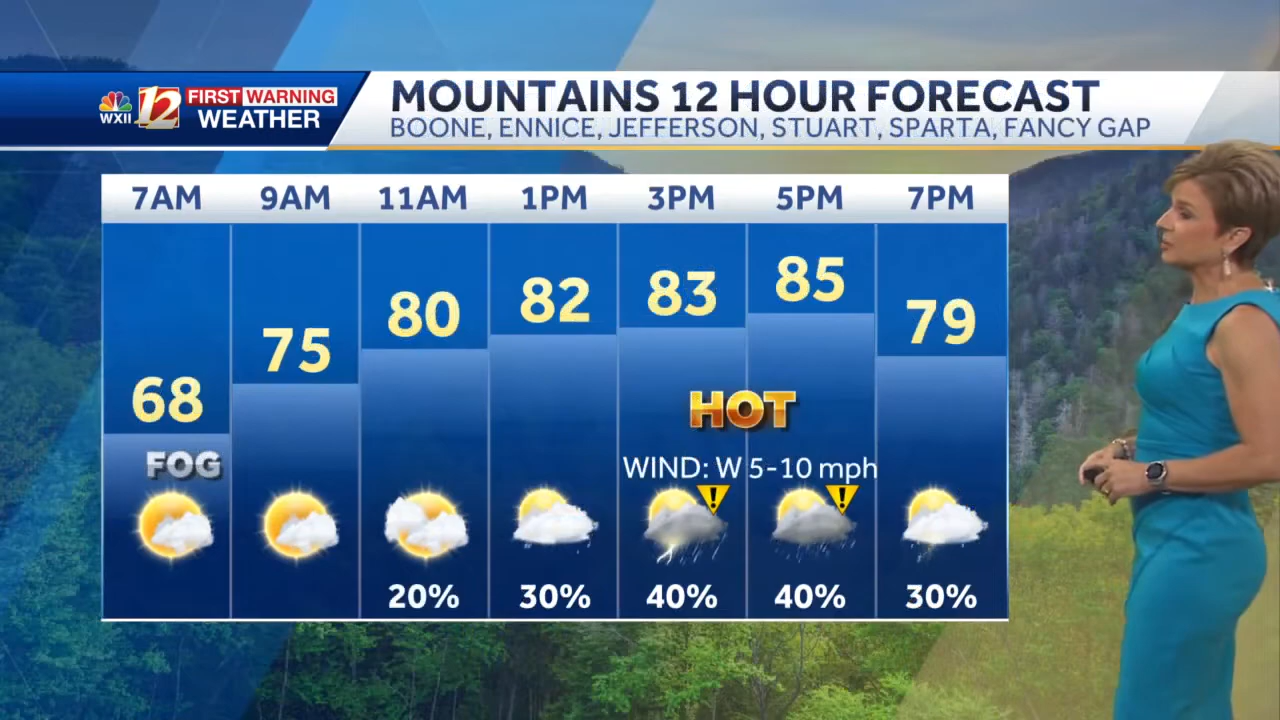 MOUNTAINS 12 HOUR FORECAST
BOONE, ENNICE, JEFFERSON, STUART, SPARTA, FANCY GAP
WXII 12 FIRST WARNING
WEATHER
7AM 9AM 11AM 1PM 3PM 5PM 7PM
68 75 80 82 83 85 79
FOG
HOT
WIND: W 5-10 mph
! !
20% 30% 40% 40% 30%